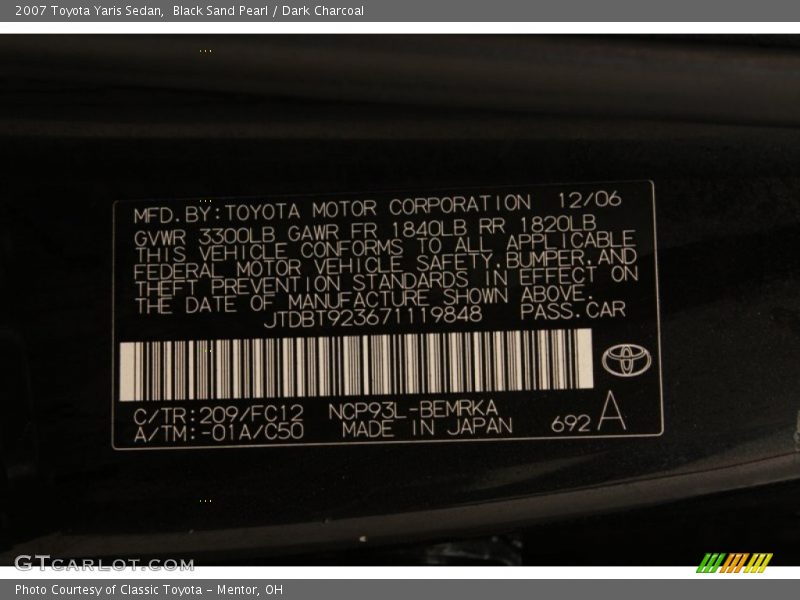 2007 Toyota Yaris Sedan,  Black Sand Pearl / Dark Charcoal
MFD. BY: TOYOTA MOTOR CORPORATION 12/06
GVWR 3300LB GAWR FR 1840LB RR 1820LB
THIS VEHICLE CONFORMS TO ALL APPLICABLE
FEDERAL MOTOR VEHICLE SAFETY, BUMPER, AND
THEFT PREVENTION STANDARDS IN EFFECT ON
THE DATE OF MANUFACTURE SHOWN ABOVE.
JTDBT923671119848 PASS. CAR
C/TR: 209/FC12 NCP93L-BEMRKA
A/TM: -01A/C50 MADE IN JAPAN 692 A
GTCARLOT.COM
Photo Courtesy of Classic Toyota - Mentor, OH